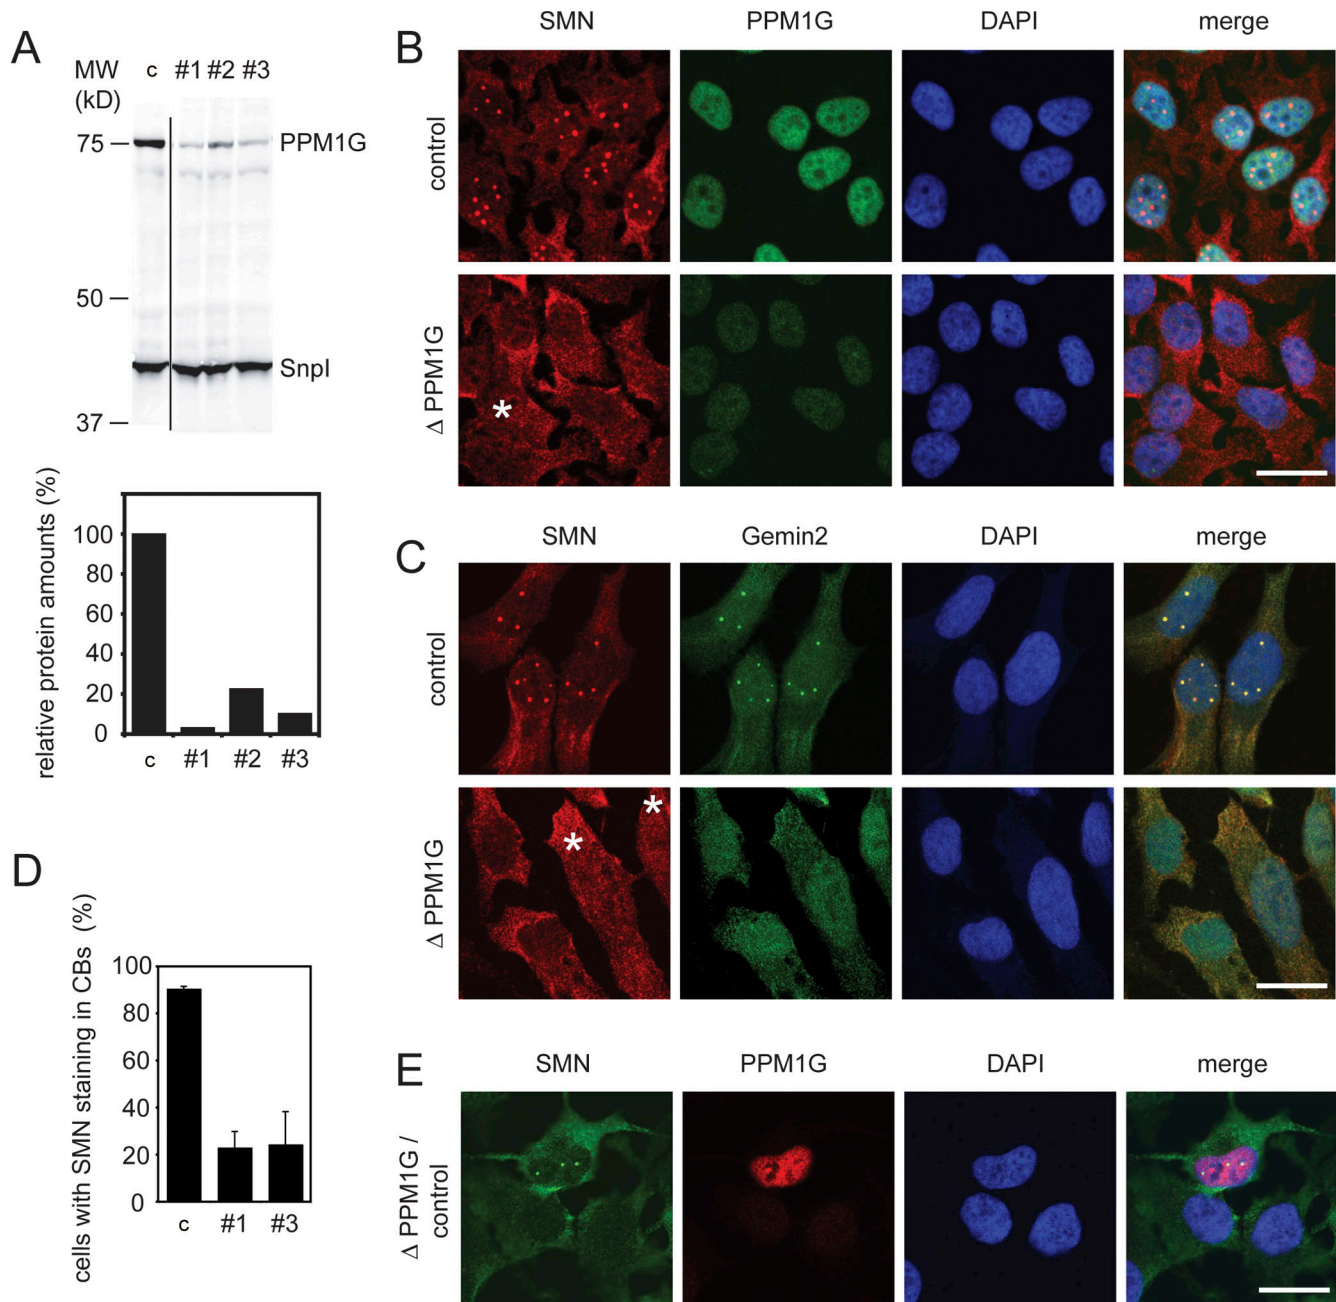 A
MW
(kD)
c #1 #2 #3
75
PPM1G
50
SnpI
37
relative protein amounts (%)
100
80
60
40
20
0
c #1 #2 #3
B
SMN PPM1G DAPI merge
control
Δ PPM1G
*
C
SMN Gemin2 DAPI merge
control
Δ PPM1G
* *
D
cells with SMN staining in CBs (%)
100
80
60
40
20
0
c #1 #3
E
SMN PPM1G DAPI merge
Δ PPM1G /
control